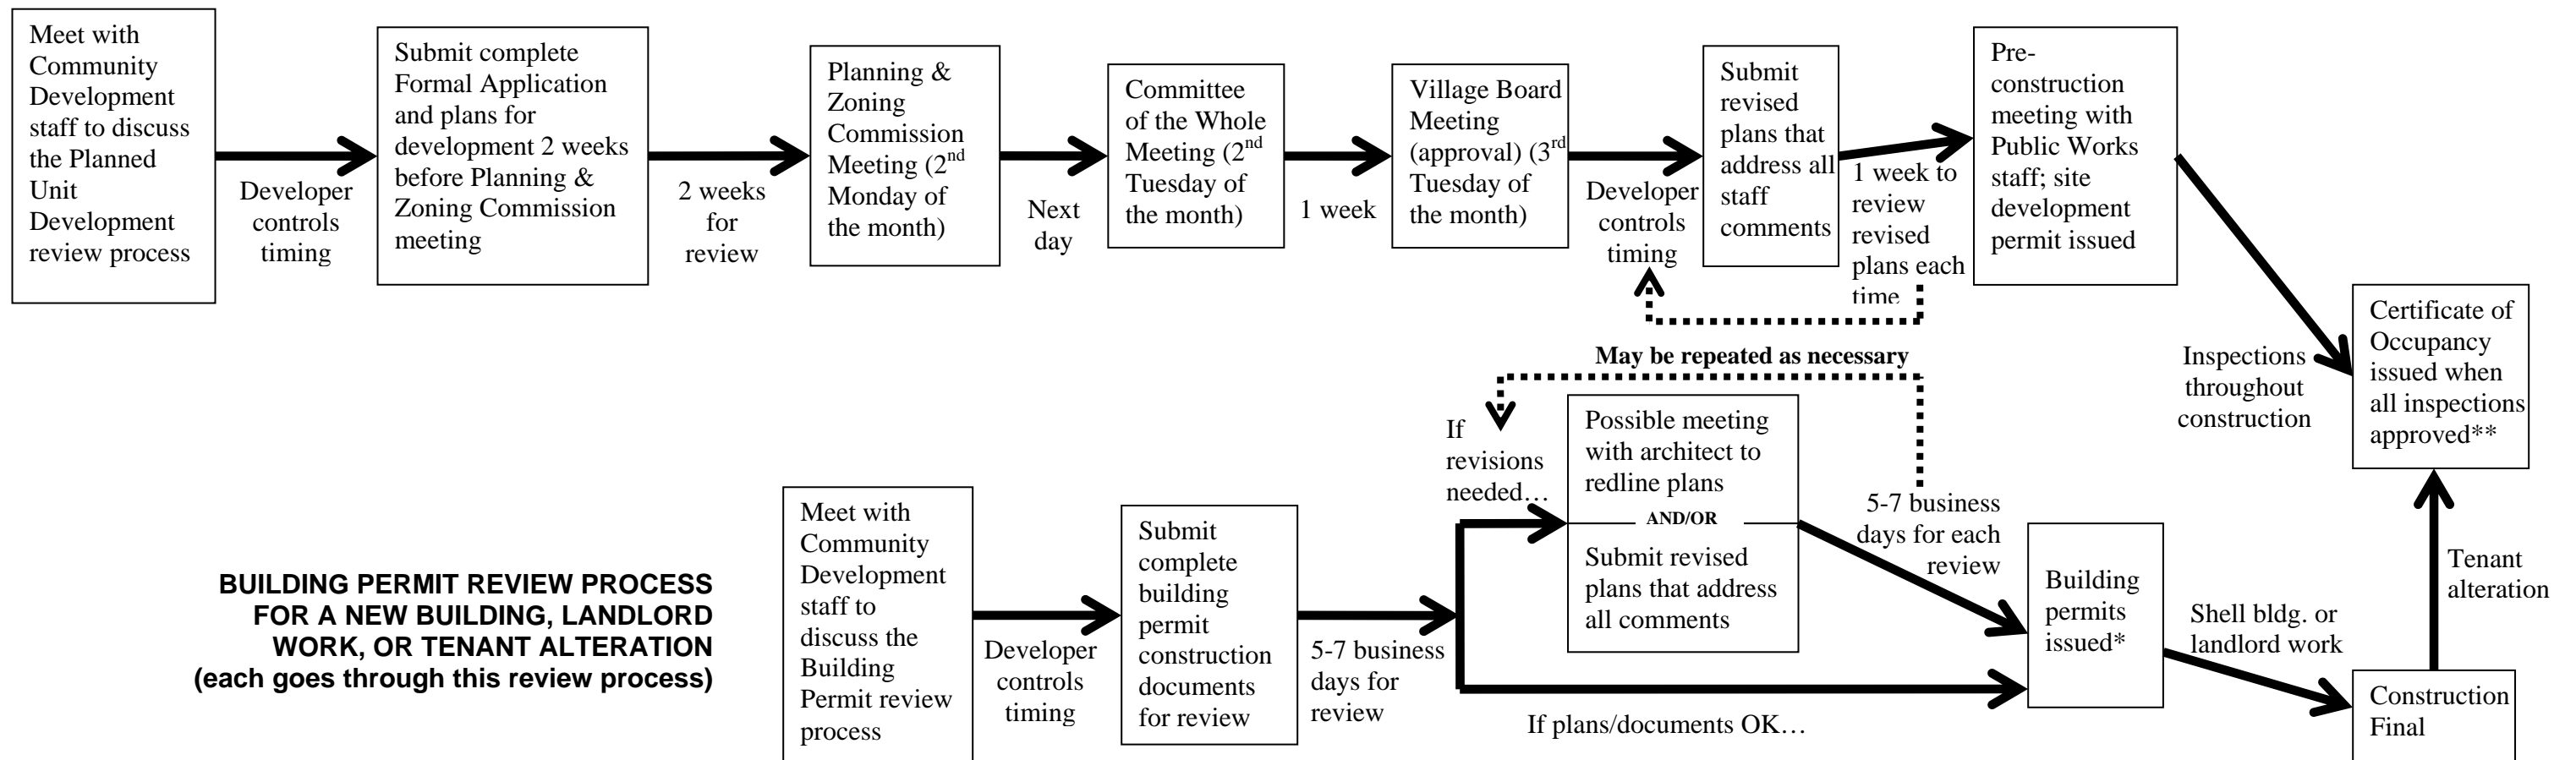 Meet with
Community
Development
staff to discuss
the Planned
Unit
Development
review process
Developer
controls
timing
Submit complete
Formal Application
and plans for
development 2 weeks
before Planning &
Zoning Commission
meeting
2 weeks
for
review
Planning &
Zoning
Commission
Meeting (2nd
Monday of
the month)
Next
day
Committee
of the Whole
Meeting (2nd
Tuesday of
the month)
1 week
Village Board
Meeting
(approval) (3rd
Tuesday of
the month)
Developer
controls
timing
Submit
revised
plans that
address all
staff
comments
1 week to
review
revised
plans each
time
Pre-
construction
meeting with
Public Works
staff; site
development
permit issued
Inspections
throughout
construction
Certificate of
Occupancy
issued when
all inspections
approved**
May be repeated as necessary
BUILDING PERMIT REVIEW PROCESS
FOR A NEW BUILDING, LANDLORD
WORK, OR TENANT ALTERATION
(each goes through this review process)
Meet with
Community
Development
staff to
discuss the
Building
Permit review
process
Developer
controls
timing
Submit
complete
building
permit
construction
documents
for review
5-7 business
days for
review
If
revisions
needed…
Possible meeting
with architect to
redline plans
AND/OR
Submit revised
plans that address
all comments
5-7 business
days for each
review
If plans/documents OK…
Building
permits
issued*
Shell bldg. or
landlord work
Construction
Final
Tenant
alteration